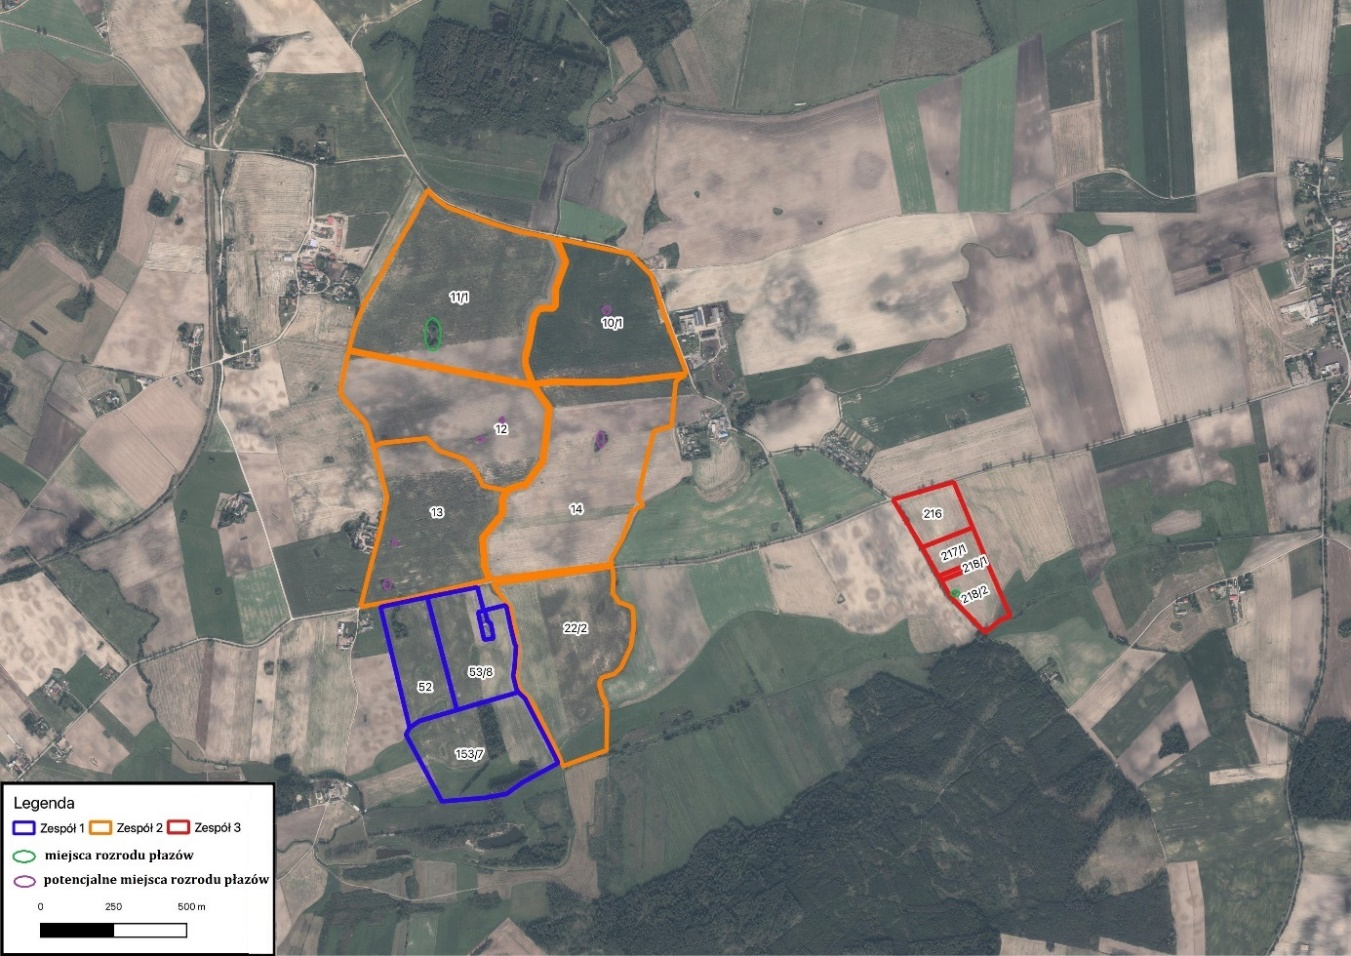 11/1
10/1
12
13
14
216
217/1
218/1
218/2
22/2
53/8
52
153/7
Legenda
Zespół 1 Zespół 2 Zespół 3
miejsca rozrodu płazów
potencjalne miejsca rozrodu płazów
0 250 500 m